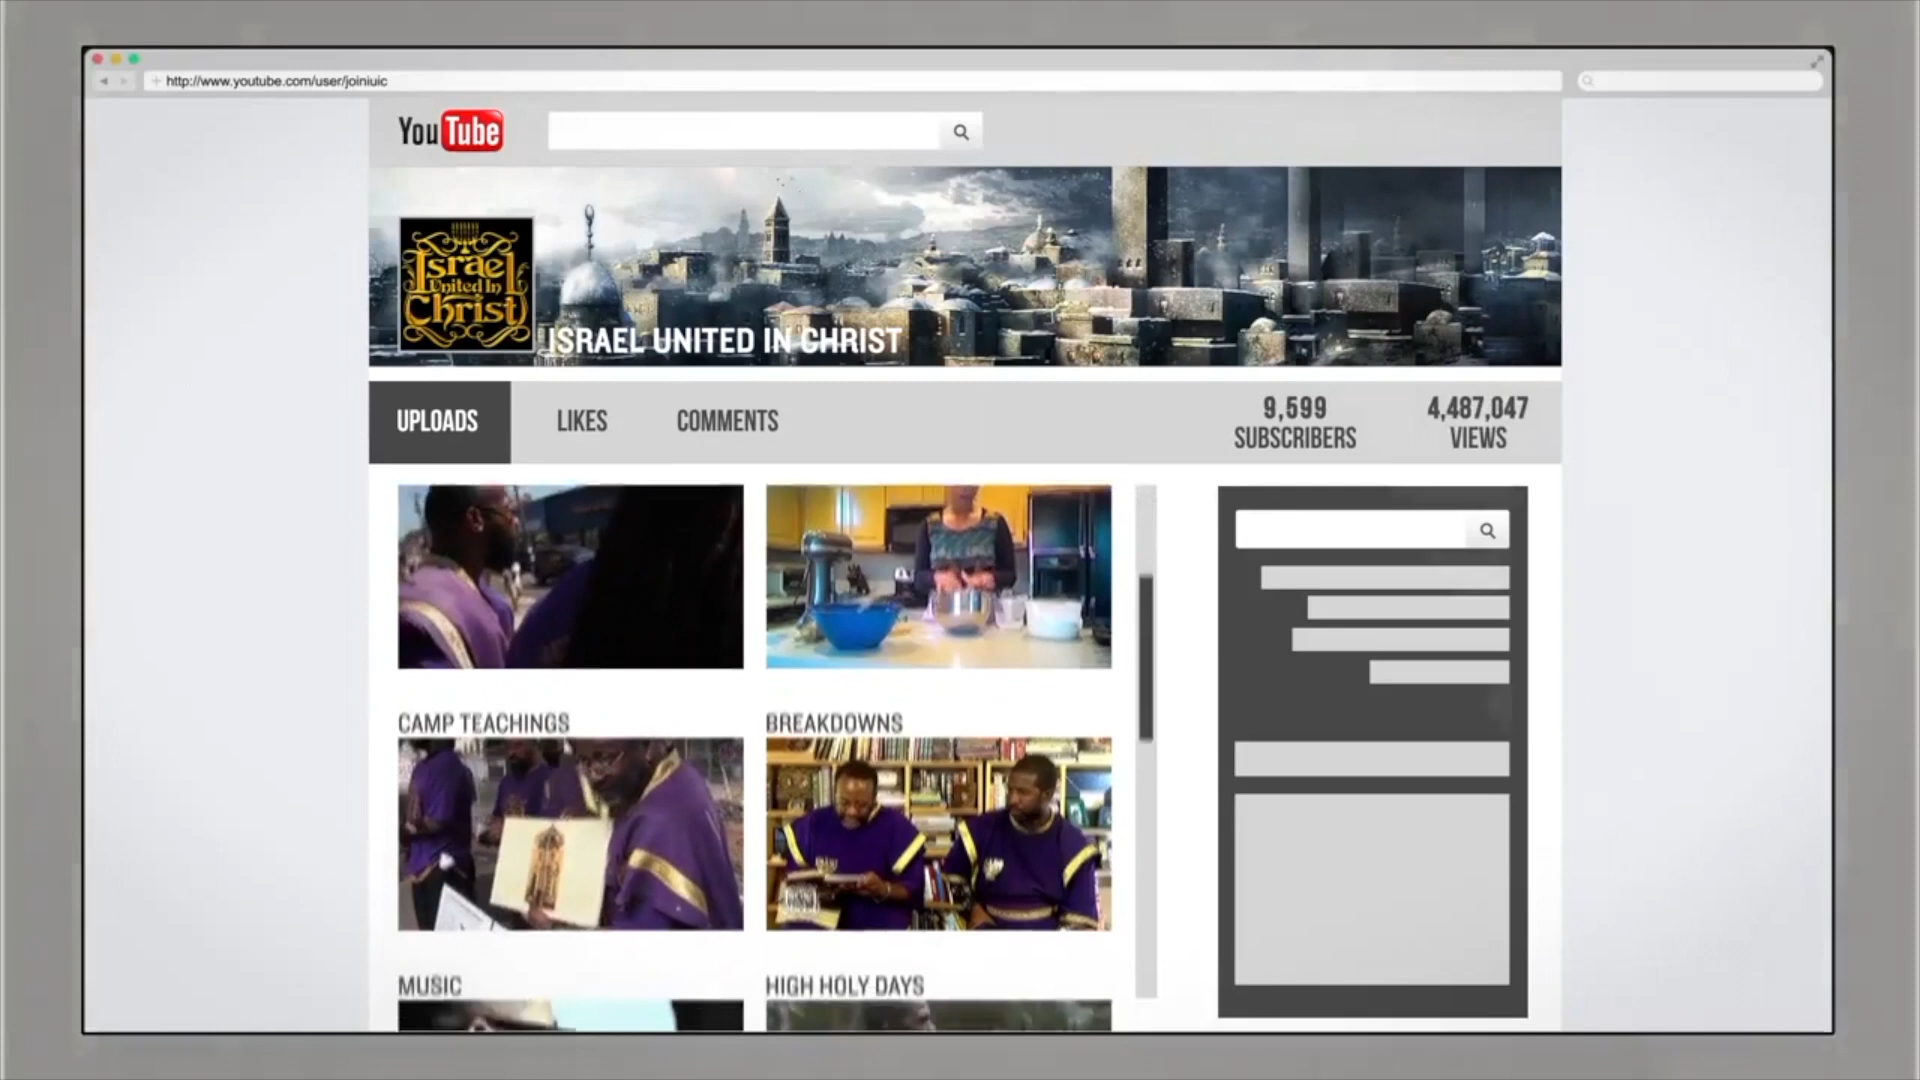 http://www.youtube.com/user/joiniuic
YouTube
Israel
United In
Christ
ISRAEL UNITED IN CHRIST
UPLOADS
LIKES
COMMENTS
9,599
SUBSCRIBERS
4,487,047
VIEWS
CAMP TEACHINGS
BREAKDOWNS
MUSIC
HIGH HOLY DAYS